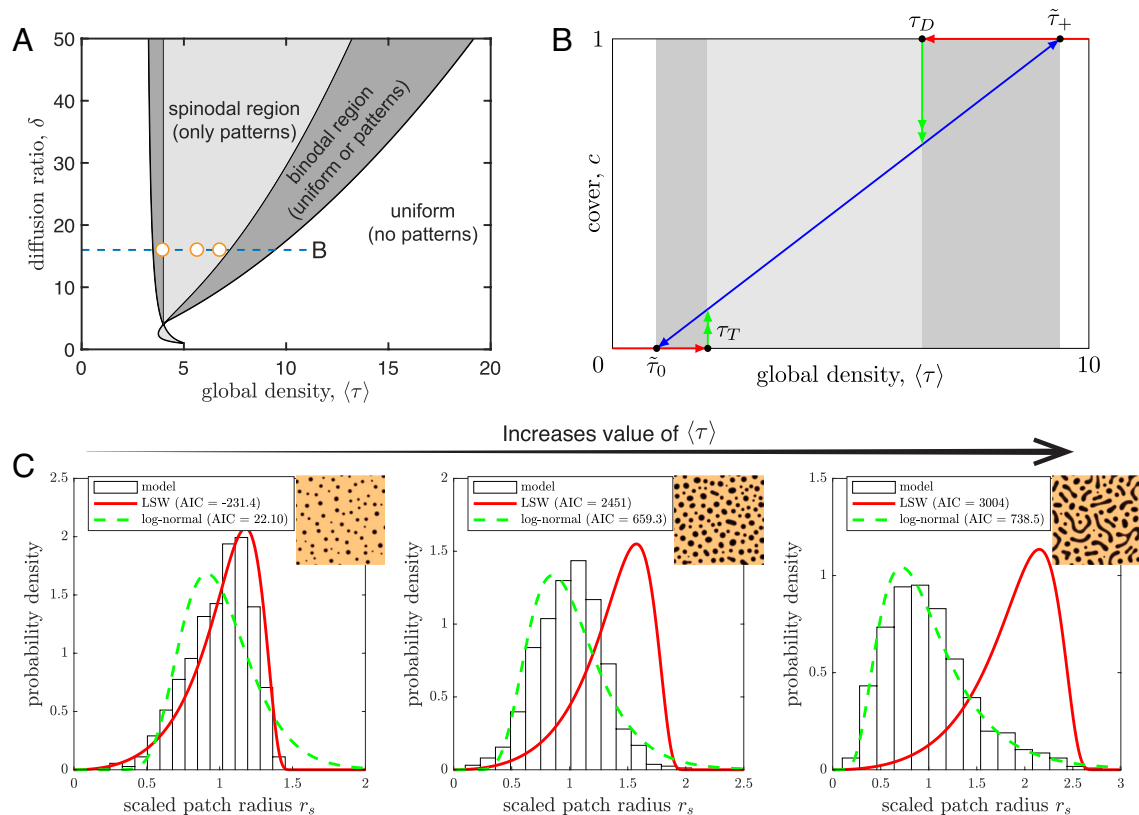 A
50
40
30
20
10
0
diffusion ratio, δ
spinodal region
(only patterns)
binodal region
(uniform or patterns)
uniform
(no patterns)
B
0
5
10
15
20
global density, ⟨τ⟩
B
1
cover, c
τ_D
τ̃_+
τ_T
0
τ̃_0
10
global density, ⟨τ⟩
Increases value of ⟨τ⟩
C
2.5
2
1.5
1
0.5
0
probability density
model
LSW (AIC = -231.4)
log-normal (AIC = 22.10)
0
0.5
1
1.5
2
scaled patch radius r_s
2
1.5
1
0.5
0
probability density
model
LSW (AIC = 2451)
log-normal (AIC = 659.3)
0
0.5
1
1.5
2
2.5
scaled patch radius r_s
1.5
1
0.5
0
probability density
model
LSW (AIC = 3004)
log-normal (AIC = 738.5)
0
0.5
1
1.5
2
2.5
3
scaled patch radius r_s